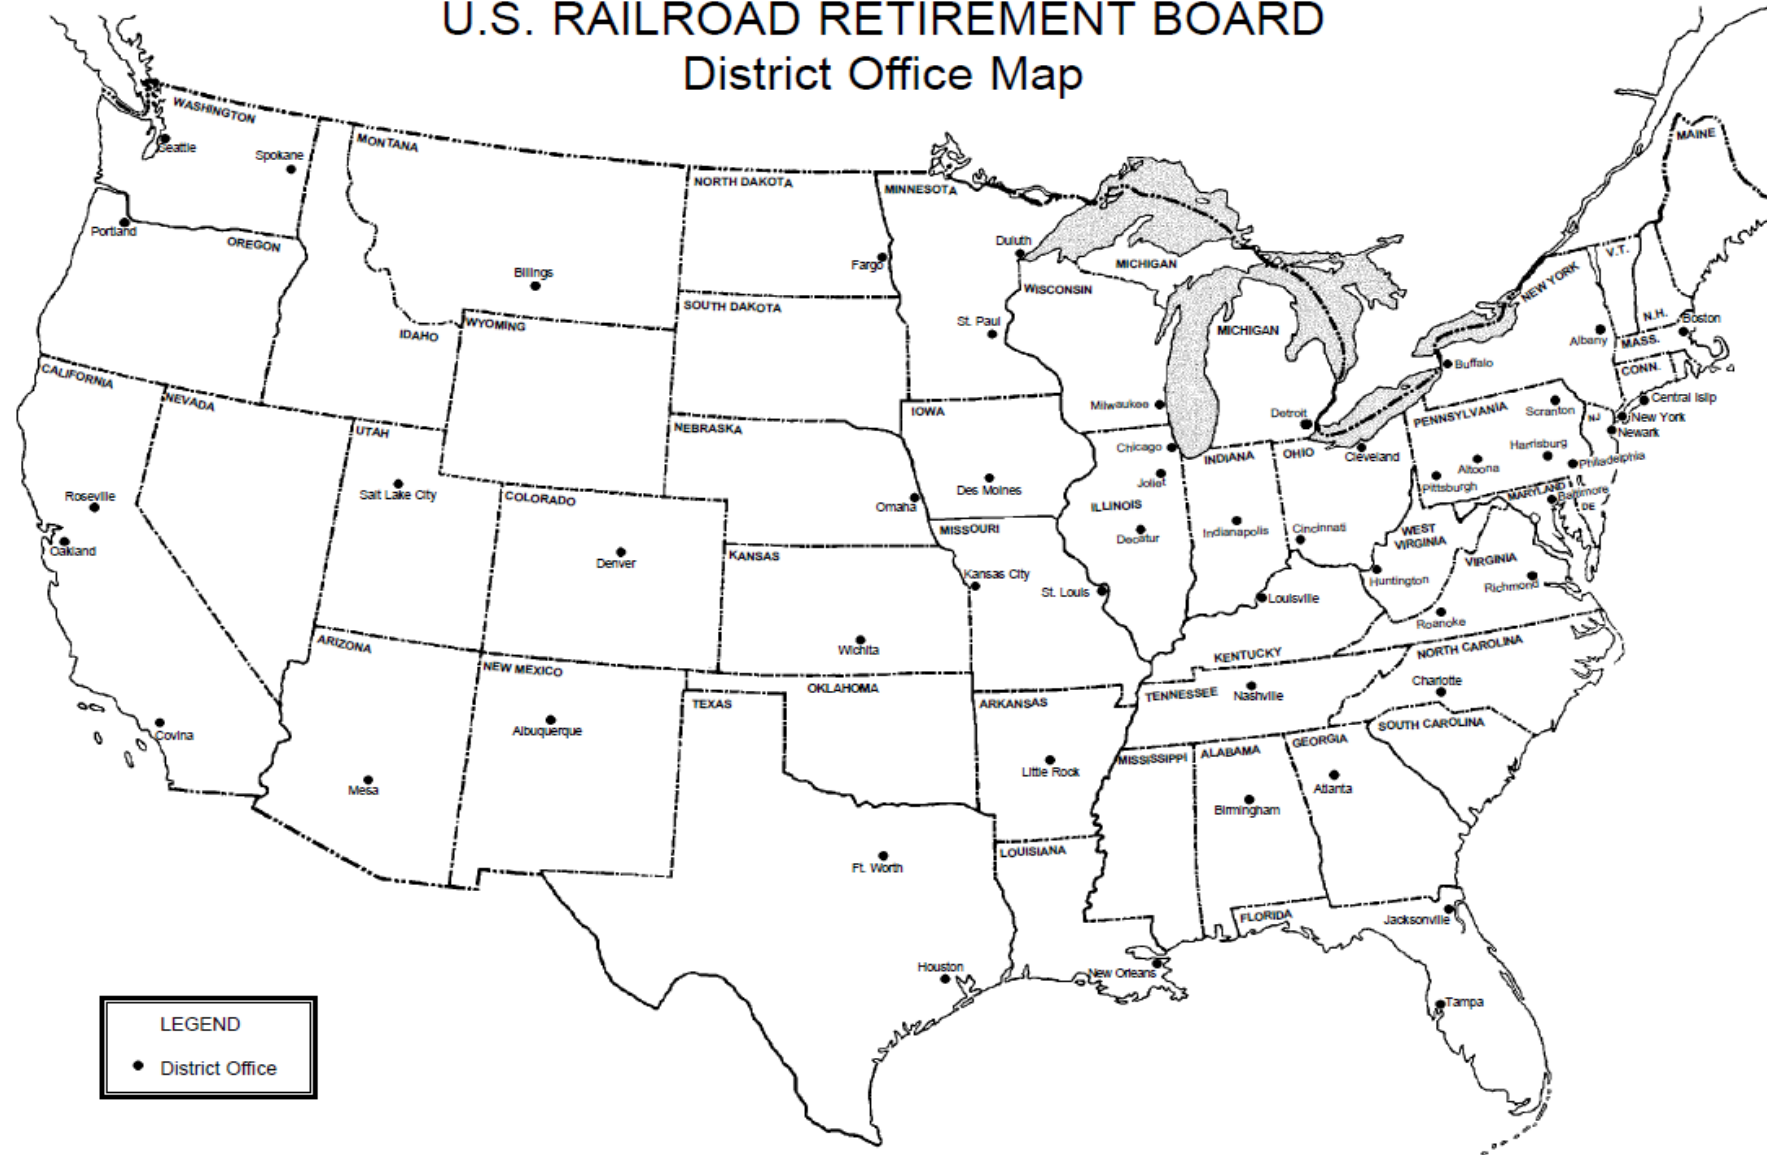 U.S. RAILROAD RETIREMENT BOARD
District Office Map
WASHINGTON
Seattle
Spokane
MONTANA
NORTH DAKOTA
MINNESOTA
MAINE
Portland
OREGON
Billings
Fargo
Duluth
MICHIGAN
V.T.
NEW YORK
SOUTH DAKOTA
WISCONSIN
IDAHO
WYOMING
St. Paul
MICHIGAN
N.H.
Boston
Albany
MASS.
CALIFORNIA
NEVADA
Buffalo
CONN.
UTAH
NEBRASKA
IOWA
Milwaukee
Detroit
PENNSYLVANIA
Scranton
NJ
Central Islip
New York
Newark
Chicago
INDIANA
OHIO
Cleveland
Harrisburg
Altoona
Philadelphia
Pittsburgh
Roseville
Salt Lake City
COLORADO
Omaha
Des Moines
Joliet
ILLINOIS
MARYLAND
Baltimore
DE
MISSOURI
Decatur
Indianapolis
Cincinnati
WEST
VIRGINIA
Oakland
Denver
KANSAS
Kansas City
St. Louis
Louisville
Huntington
VIRGINIA
Richmond
Roanoke
ARIZONA
NEW MEXICO
Wichita
KENTUCKY
NORTH CAROLINA
OKLAHOMA
TEXAS
ARKANSAS
TENNESSEE
Nashville
Charlotte
SOUTH CAROLINA
Covina
Albuquerque
MISSISSIPPI
ALABAMA
GEORGIA
Mesa
Little Rock
Birmingham
Atlanta
Ft. Worth
LOUISIANA
FLORIDA
Jacksonville
Houston
New Orleans
Tampa
LEGEND
District Office